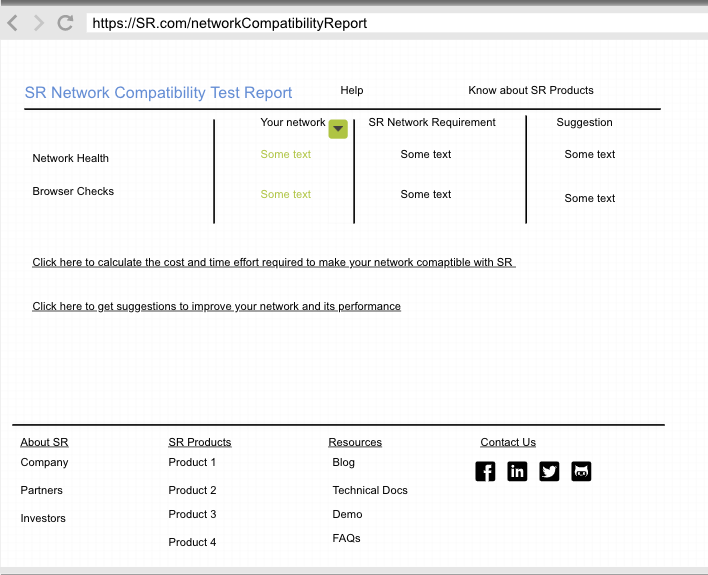 https://SR.com/networkCompatibilityReport
SR Network Compatibility Test Report Help Know about SR Products
Your network SR Network Requirement Suggestion
Network Health Some text Some text Some text
Browser Checks Some text Some text Some text
Click here to calculate the cost and time effort required to make your network comaptible with SR
Click here to get suggestions to improve your network and its performance
About SR SR Products Resources Contact Us
Company Product 1 Blog
Partners Product 2 Technical Docs
Investors Product 3 Demo
Product 4 FAQs